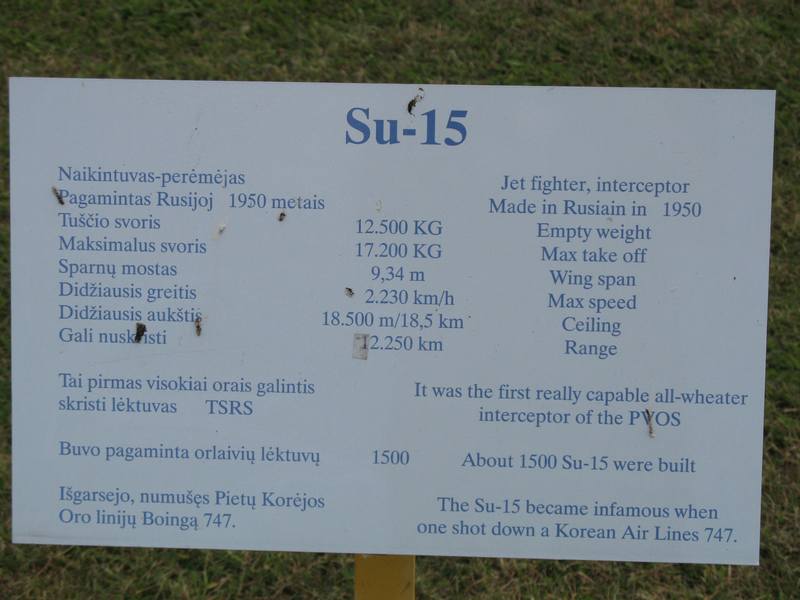 Su-15
Naikintuvas-perėmėjas
Jet fighter, interceptor
Pagamintas Rusijoj 1950 metais
Made in Rusiain in 1950
Tuščio svoris 12.500 KG Empty weight
Maksimalus svoris 17.200 KG Max take off
Sparnų mostas 9,34 m Wing span
Didžiausis greitis 2.230 km/h Max speed
Didžiausis aukštis 18.500 m/18,5 km Ceiling
Gali nuskristi 12.250 km Range
Tai pirmas visokiai orais galintis
skristi lėktuvas TSRS
It was the first really capable all-wheater
interceptor of the PVOS
Buvo pagaminta orlaivių lėktuvų 1500 About 1500 Su-15 were built
Išgarsejo, numušęs Pietų Korėjos
Oro linijų Boingą 747.
The Su-15 became infamous when
one shot down a Korean Air Lines 747.